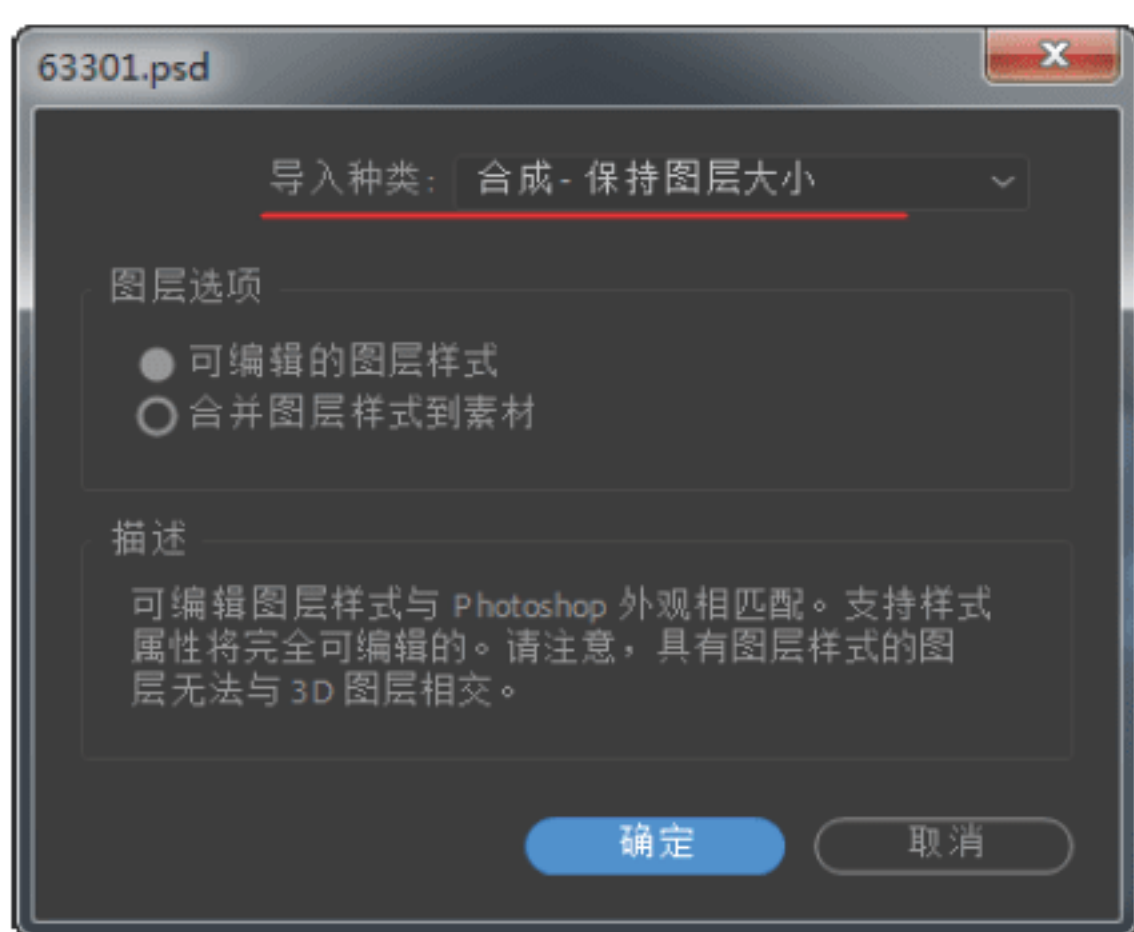 63301.psd
导入种类: 合成 - 保持图层大小
图层选项
可编辑的图层样式
合并图层样式到素材
描述
可编辑图层样式与 Photoshop 外观相匹配。支持样式
属性将完全可编辑的。请注意，具有图层样式的图
层无法与 3D 图层相交。
确定 取消